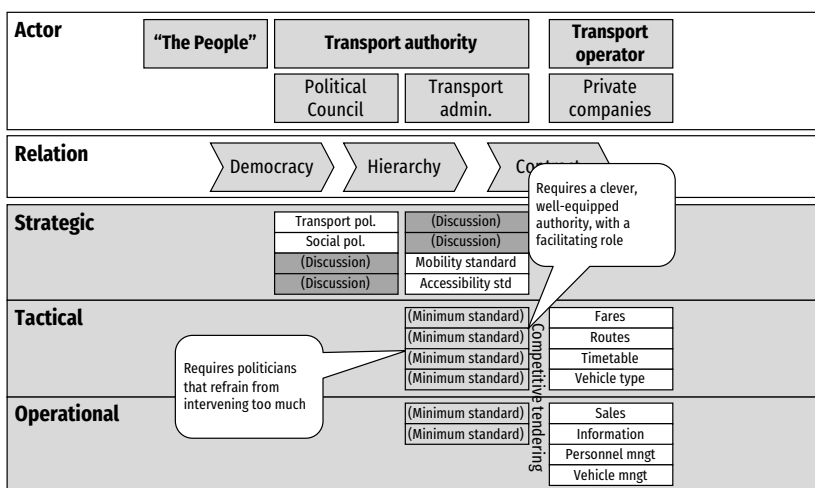 Actor
"The People"
Transport authority
Transport
operator
Political
Council
Transport
admin.
Private
companies
Relation
Democracy
Hierarchy
Requires a clever,
well-equipped
authority, with a
facilitating role
Strategic
Transport pol.
(Discussion)
Social pol.
(Discussion)
(Discussion)
Mobility standard
(Discussion)
Accessibility std
Tactical
(Minimum standard)
Fares
(Minimum standard)
Routes
(Minimum standard)
Timetable
(Minimum standard)
Vehicle type
Competitive tendering
Requires politicians
that refrain from
intervening too much
Operational
(Minimum standard)
Sales
(Minimum standard)
Information
Personnel mngt
Vehicle mngt